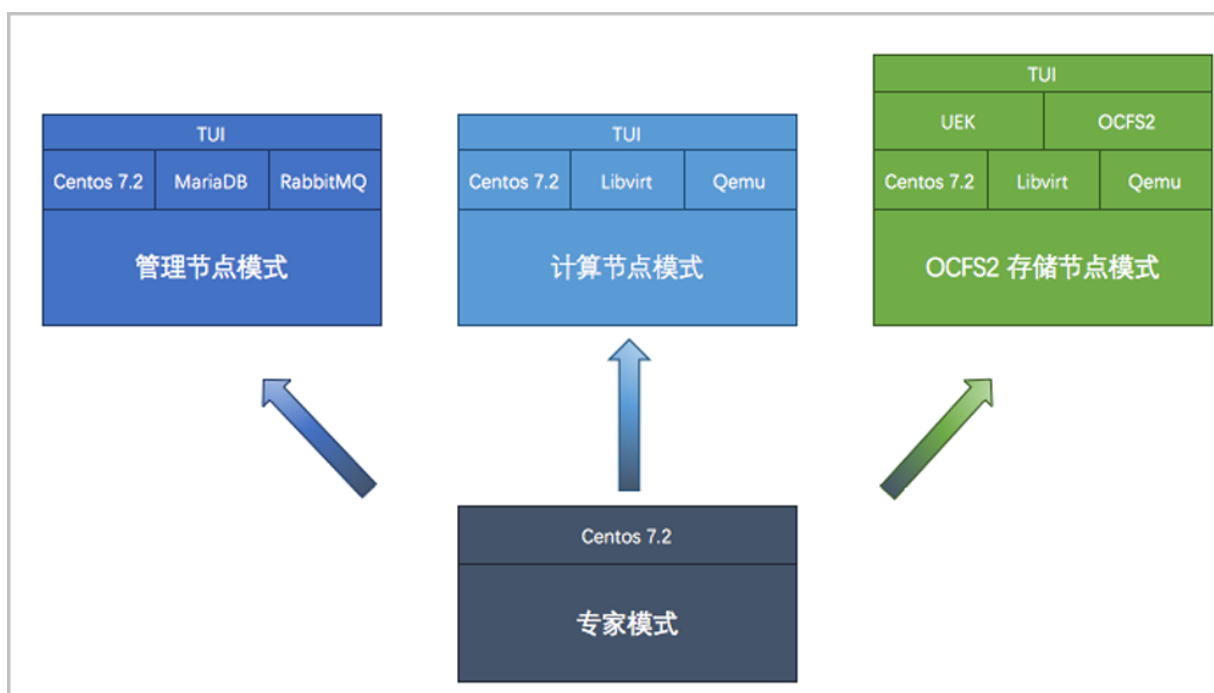 TUI
Centos 7.2 MariaDB RabbitMQ
管理节点模式
TUI
Centos 7.2 Libvirt Qemu
计算节点模式
TUI
UEK OCFS2
Centos 7.2 Libvirt Qemu
OCFS2 存储节点模式
Centos 7.2
专家模式